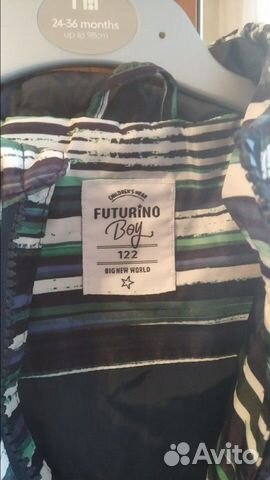 24-36 months
up to 98cm
CHILDREN'S WEAR
FUTURiNO
Boy
122
BIG NEW WORLD
Avito